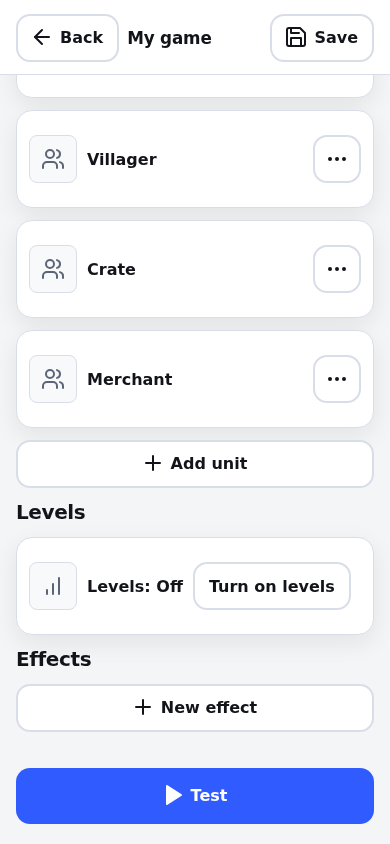 Back
My game
Save
Villager
Crate
Merchant
Add unit
Levels
Levels: Off
Turn on levels
Effects
New effect
Test